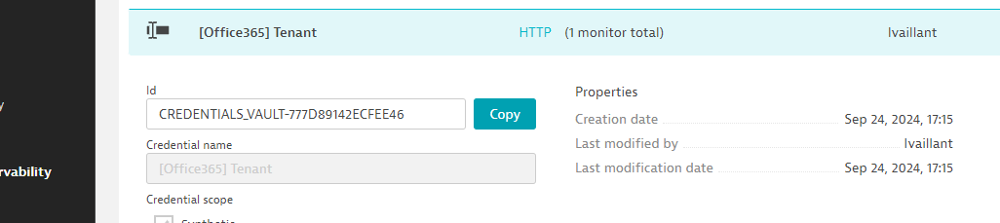 [Office365] Tenant HTTP (1 monitor total) lvaillant
Id
CREDENTIALS_VAULT-777D89142ECFEE46 Copy
Credential name
[Office365] Tenant
Credential scope
Synthetic
Properties
Creation date Sep 24, 2024, 17:15
Last modified by lvaillant
Last modification date Sep 24, 2024, 17:15
y
rvability